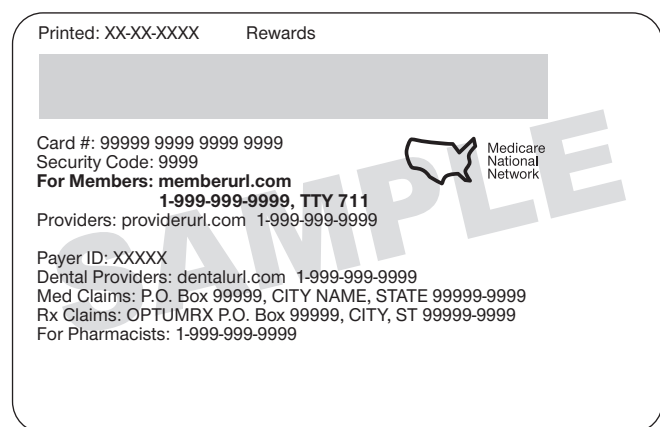 Printed: XX-XX-XXXX Rewards
Card #: 99999 9999 9999 9999
Security Code: 9999
For Members: memberurl.com
1-999-999-9999, TTY 711
Providers: providerurl.com 1-999-999-9999
Medicare
National
Network
Payer ID: XXXXX
Dental Providers: dentalurl.com 1-999-999-9999
Med Claims: P.O. Box 99999, CITY NAME, STATE 99999-9999
Rx Claims: OPTUMRX P.O. Box 99999, CITY, ST 99999-9999
For Pharmacists: 1-999-999-9999
SAMPLE